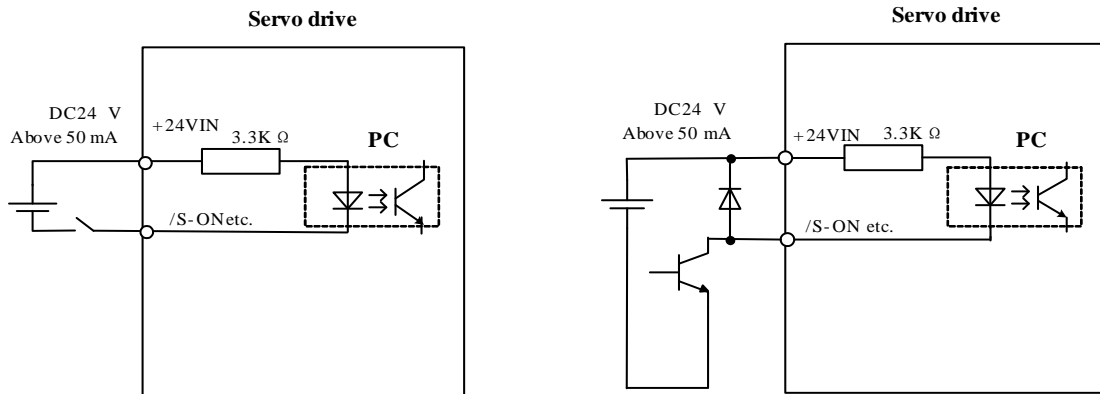 Servo drive
DC24 V
Above 50 mA
+24VIN
3.3K Ω
PC
/S-ONetc.
Servo drive
DC24 V
Above 50 mA
+24VIN
3.3K Ω
PC
/S-ON etc.